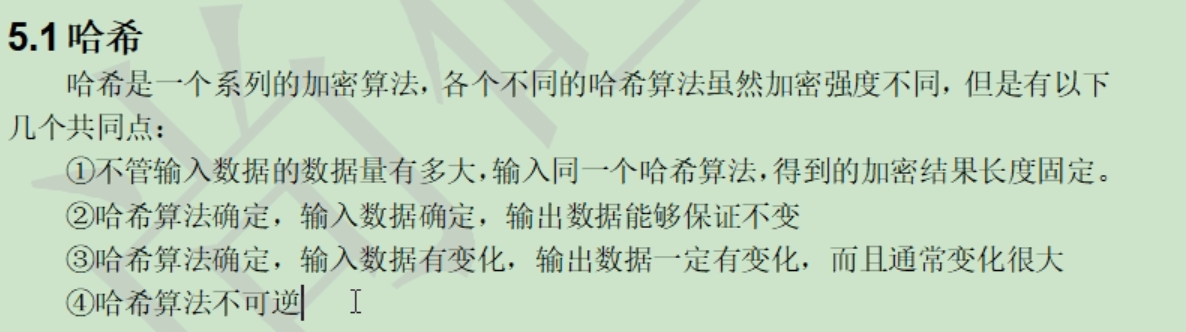 5.1 哈希
哈希是一个系列的加密算法，各个不同的哈希算法虽然加密强度不同，但是有以下
几个共同点：
①不管输入数据的数据量有多大，输入同一个哈希算法，得到的加密结果长度固定。
②哈希算法确定，输入数据确定，输出数据能够保证不变
③哈希算法确定，输入数据有变化，输出数据一定有变化，而且通常变化很大
④哈希算法不可逆